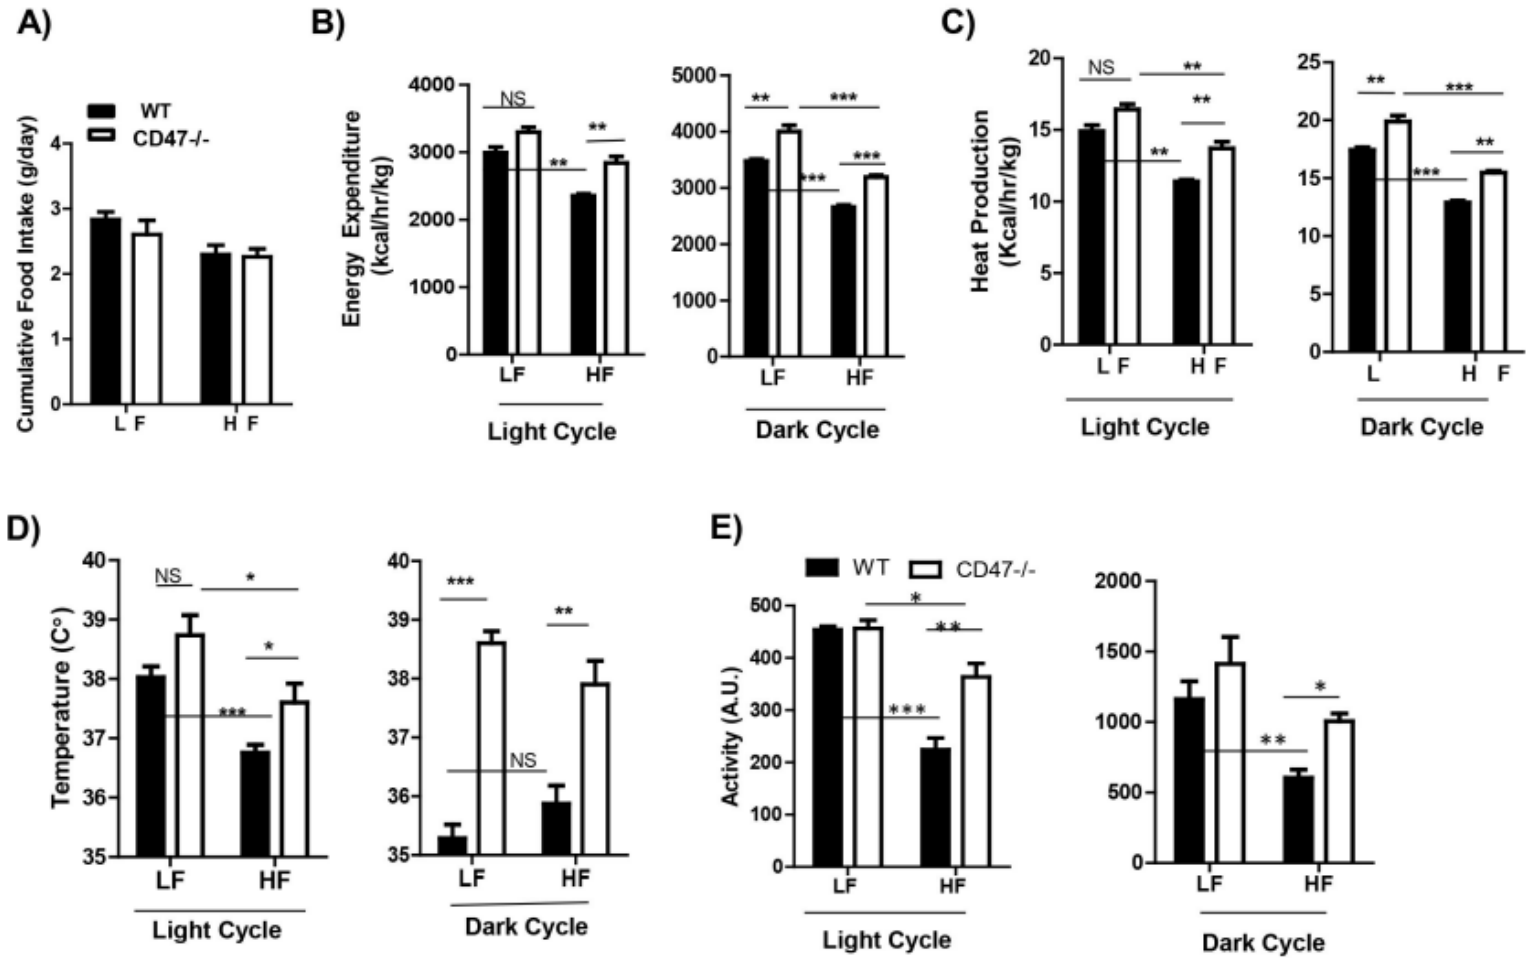 A)
WT
CD47-/-
Cumulative Food Intake (g/day)
4
3
2
1
0
L F
H F
B)
Energy Expenditure
(kcal/hr/kg)
4000
3000
2000
1000
0
NS
**
**
LF
HF
Light Cycle
5000
4000
3000
2000
1000
0
**
***
***
***
LF
HF
Dark Cycle
C)
Heat Production
(Kcal/hr/kg)
20
15
10
5
0
NS
**
**
**
L F
H F
Light Cycle
25
20
15
10
5
0
**
***
**
***
L
H F
Dark Cycle
D)
Temperature (C°)
40
39
38
37
36
35
NS
*
*
***
LF
HF
Light Cycle
40
39
38
37
36
35
***
**
NS
LF
HF
Dark Cycle
E)
WT
CD47-/-
Activity (A.U.)
500
400
300
200
100
0
*
**
***
LF
HF
Light Cycle
2000
1500
1000
500
0
*
**
LF
HF
Dark Cycle